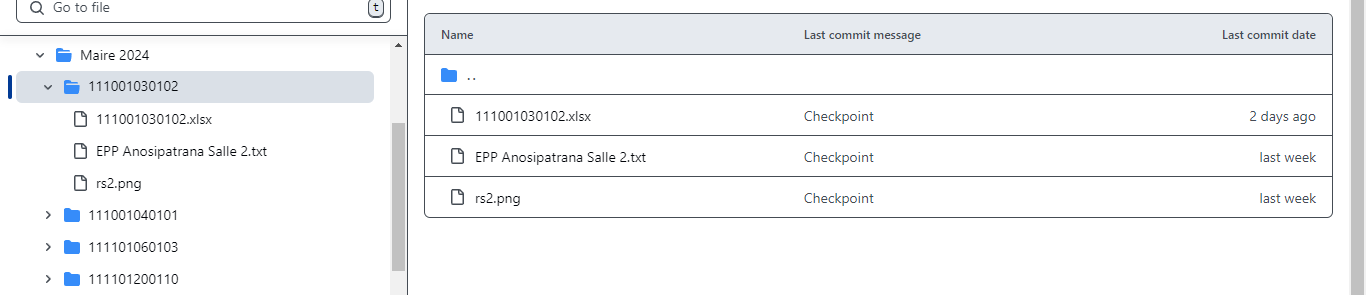 Go to file
t
Maire 2024
111001030102
111001030102.xlsx
EPP Anosipatrana Salle 2.txt
rs2.png
111001040101
111101060103
111101200110
Name Last commit message Last commit date
..
111001030102.xlsx Checkpoint 2 days ago
EPP Anosipatrana Salle 2.txt Checkpoint last week
rs2.png Checkpoint last week